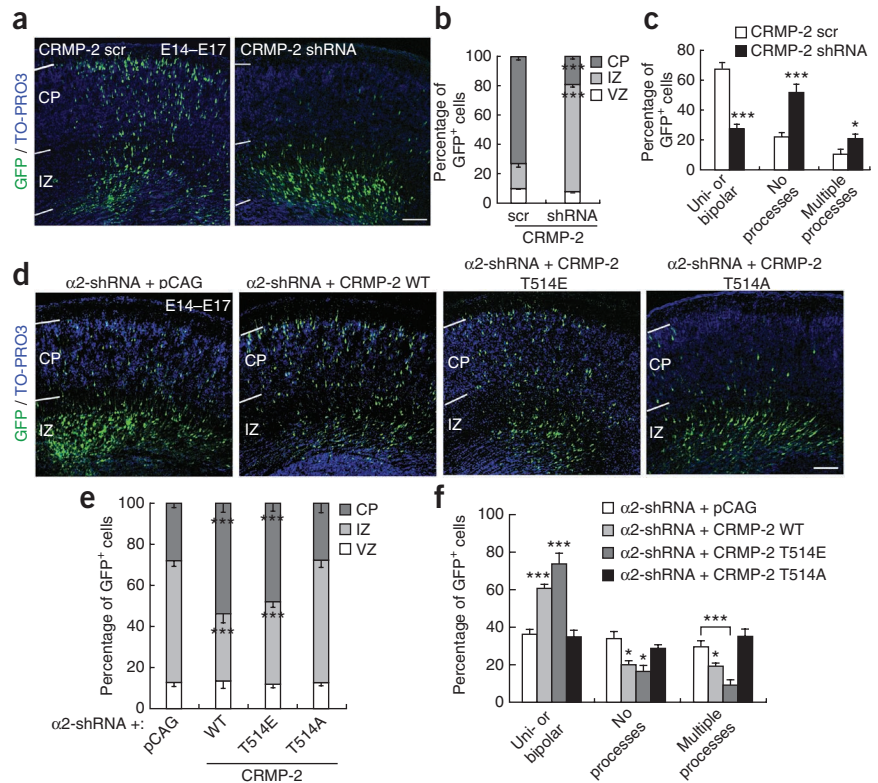 a
CRMP-2 scr
E14–E17
CRMP-2 shRNA
CP
IZ
GFP / TO-PRO3
b
Percentage of
GFP+ cells
100
80
60
40
20
0
***
***
CP
IZ
VZ
scr
shRNA
CRMP-2
c
CRMP-2 scr
CRMP-2 shRNA
Percentage of
GFP+ cells
80
60
40
20
0
***
***
*
Uni- or
bipolar
No
processes
Multiple
processes
d
α2-shRNA + pCAG
α2-shRNA + CRMP-2 WT
α2-shRNA + CRMP-2
T514E
α2-shRNA + CRMP-2
T514A
E14–E17
CP
IZ
CP
IZ
CP
IZ
CP
IZ
GFP / TO-PRO3
e
Percentage of GFP+ cells
100
80
60
40
20
0
***
***
***
***
CP
IZ
VZ
α2-shRNA +:
pCAG
WT
T514E
T514A
CRMP-2
f
α2-shRNA + pCAG
α2-shRNA + CRMP-2 WT
α2-shRNA + CRMP-2 T514E
α2-shRNA + CRMP-2 T514A
Percentage of GFP+ cells
100
80
60
40
20
0
***
***
*
*
***
*
Uni- or
bipolar
No
processes
Multiple
processes